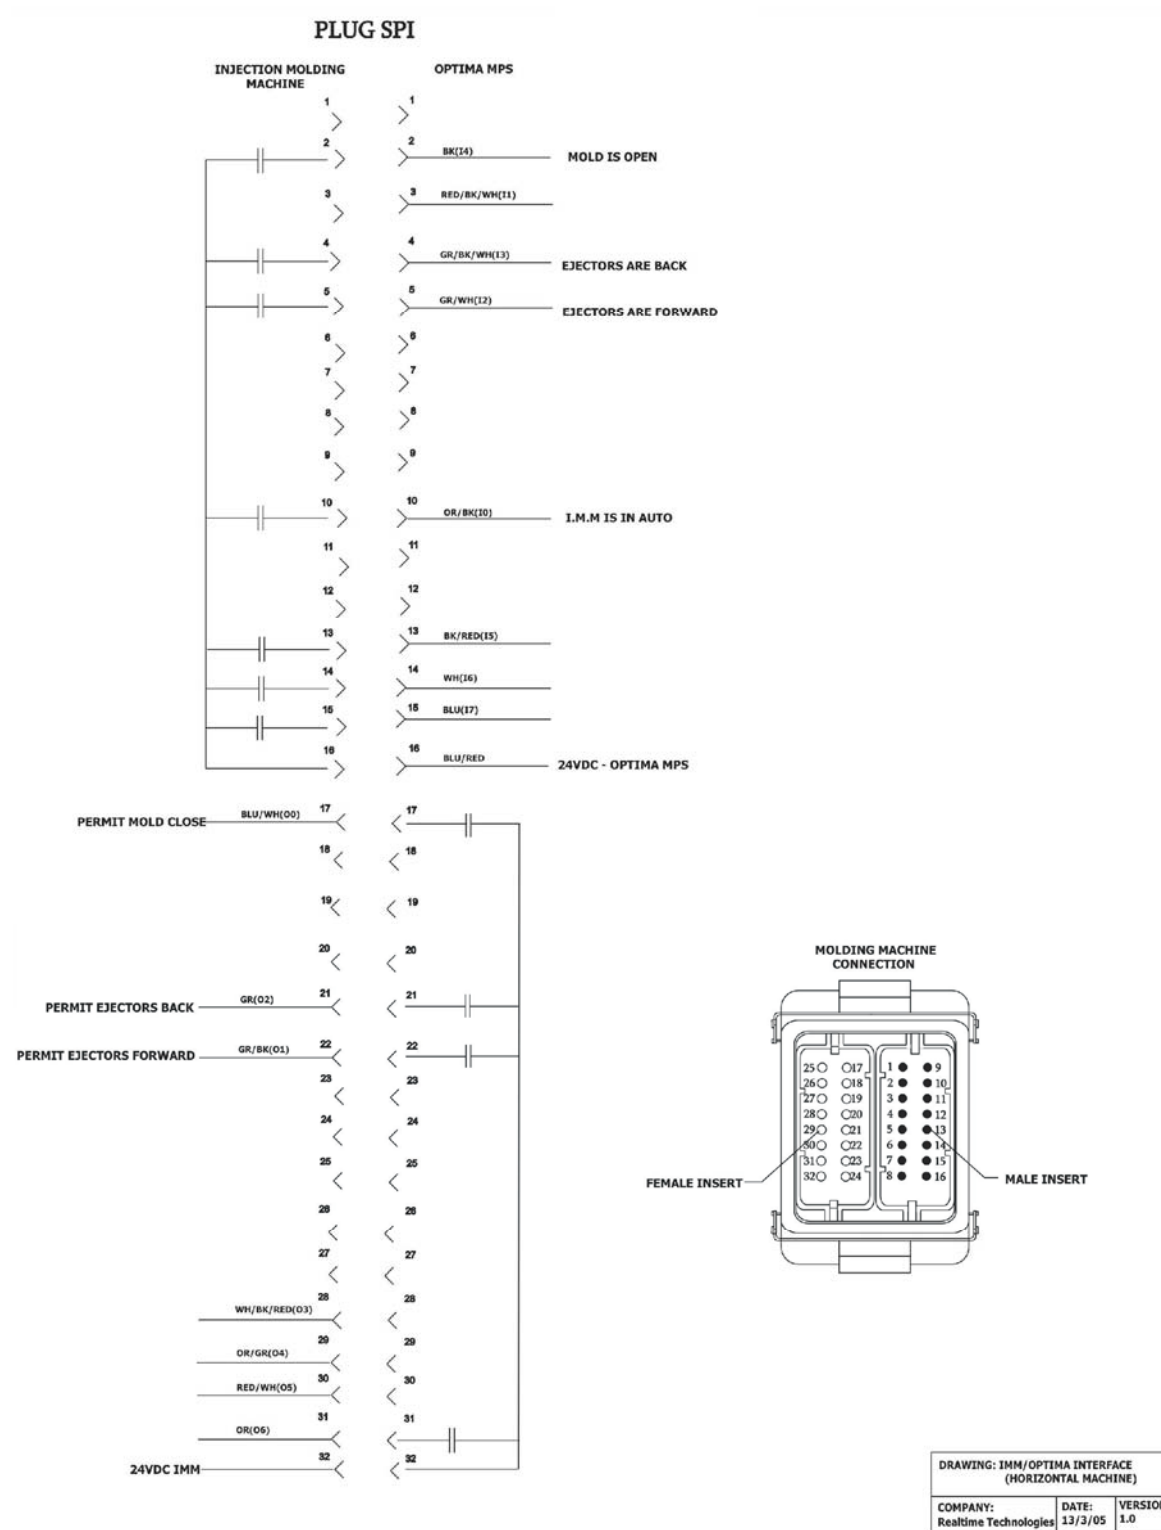 PLUG SPI
INJECTION MOLDING
MACHINE
OPTIMA MPS
1 1
2 2 BK(I4) MOLD IS OPEN
3 3 RED/BK/WH(I1)
4 4 GR/BK/WH(I3) EJECTORS ARE BACK
5 5 GR/WH(I2) EJECTORS ARE FORWARD
6 6
7 7
8 8
9 9
10 10 OR/BK(I0) I.M.M IS IN AUTO
11 11
12 12
13 13 BK/RED(I5)
14 14 WH(I6)
15 15 BLU(I7)
16 16 BLU/RED 24VDC - OPTIMA MPS
PERMIT MOLD CLOSE BLU/WH(O0) 17 17
18 18
19 19
20 20
PERMIT EJECTORS BACK GR(O2) 21 21
PERMIT EJECTORS FORWARD GR/BK(O1) 22 22
23 23
24 24
25 25
26 26
27 27
WH/BK/RED(O3) 28 28
OR/GR(O4) 29 29
RED/WH(O5) 30 30
OR(O6) 31 31
24VDC IMM 32 32
MOLDING MACHINE
CONNECTION
25 17 1 9
26 18 2 10
27 19 3 11
28 20 4 12
29 21 5 13
30 22 6 14
31 23 7 15
32 24 8 16
FEMALE INSERT
MALE INSERT
DRAWING: IMM/OPTIMA INTERFACE
(HORIZONTAL MACHINE)
COMPANY:
Realtime Technologies
DATE:
13/3/05
VERSION
1.0